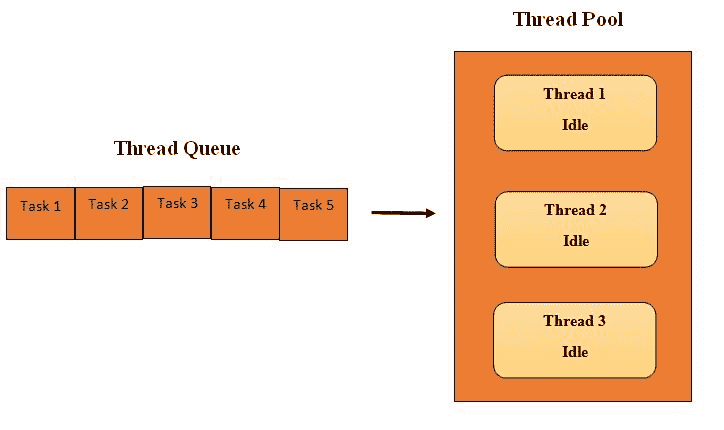 Thread Pool
Thread 1
Idle
Thread Queue
Task 1 Task 2 Task 3 Task 4 Task 5
Thread 2
Idle
Thread 3
Idle